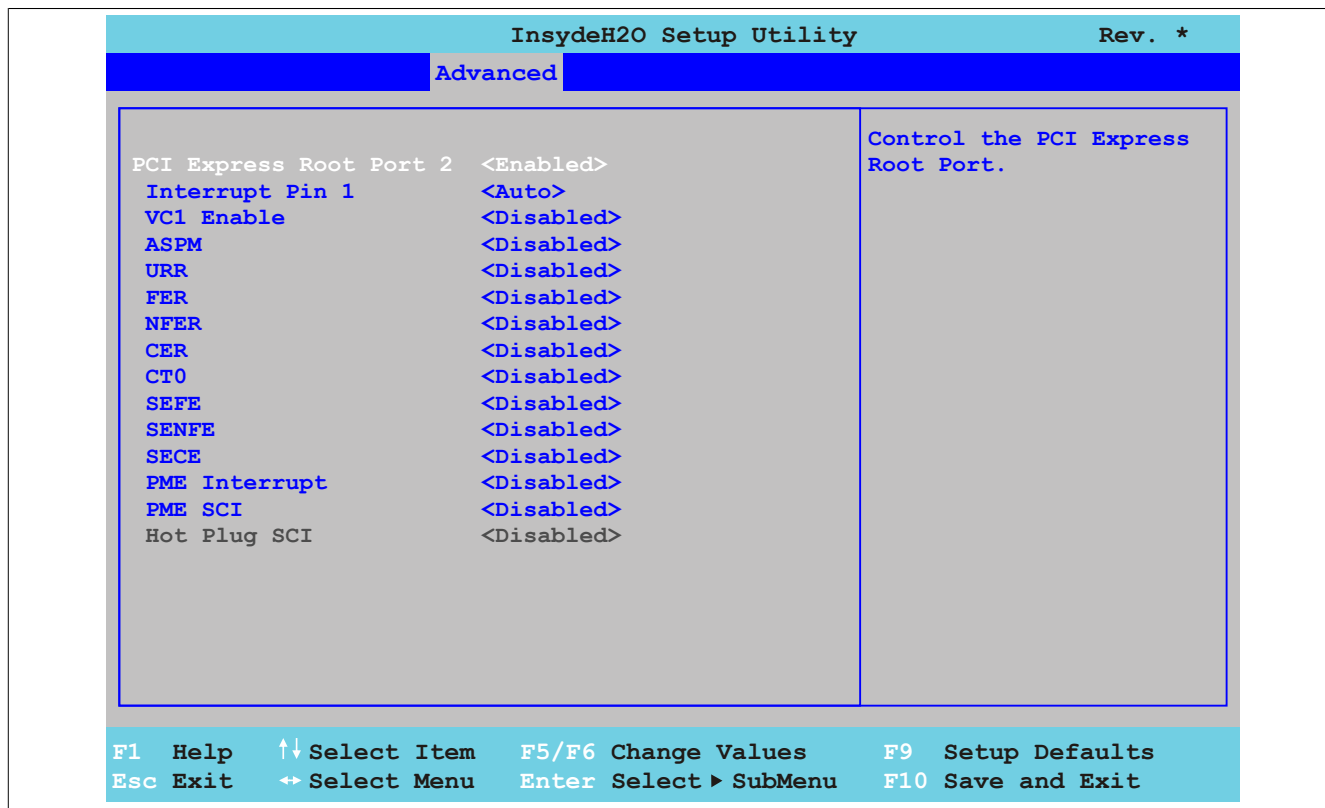 InsydeH2O Setup Utility Rev. *
Advanced
PCI Express Root Port 2 <Enabled>
Interrupt Pin 1 <Auto>
VC1 Enable <Disabled>
ASPM <Disabled>
URR <Disabled>
FER <Disabled>
NFER <Disabled>
CER <Disabled>
CT0 <Disabled>
SEFE <Disabled>
SENFE <Disabled>
SECE <Disabled>
PME Interrupt <Disabled>
PME SCI <Disabled>
Hot Plug SCI <Disabled>
Control the PCI Express
Root Port.
F1 Help ↑↓ Select Item F5/F6 Change Values F9 Setup Defaults
Esc Exit ↔ Select Menu Enter Select ▶ SubMenu F10 Save and Exit